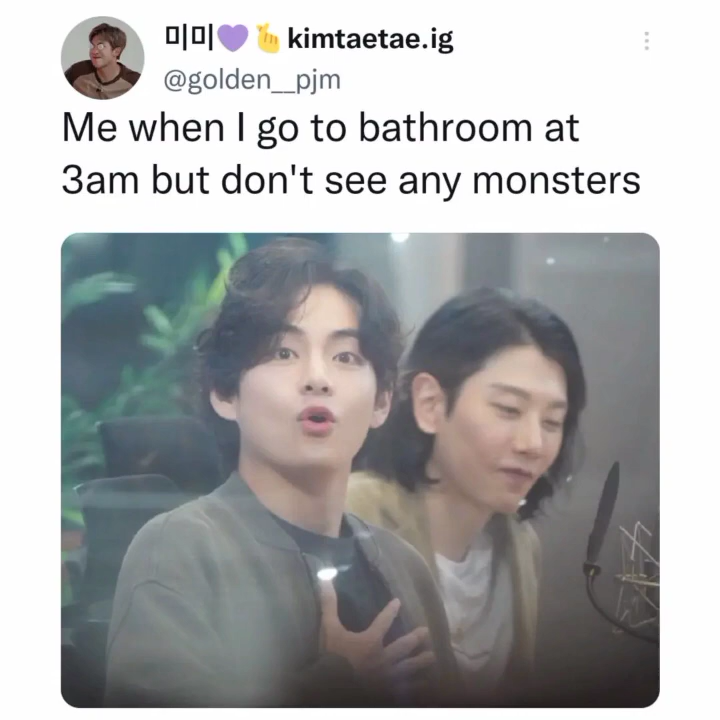 미미💜🫰kimtaetae.ig
@golden__pjm
Me when I go to bathroom at
3am but don't see any monsters